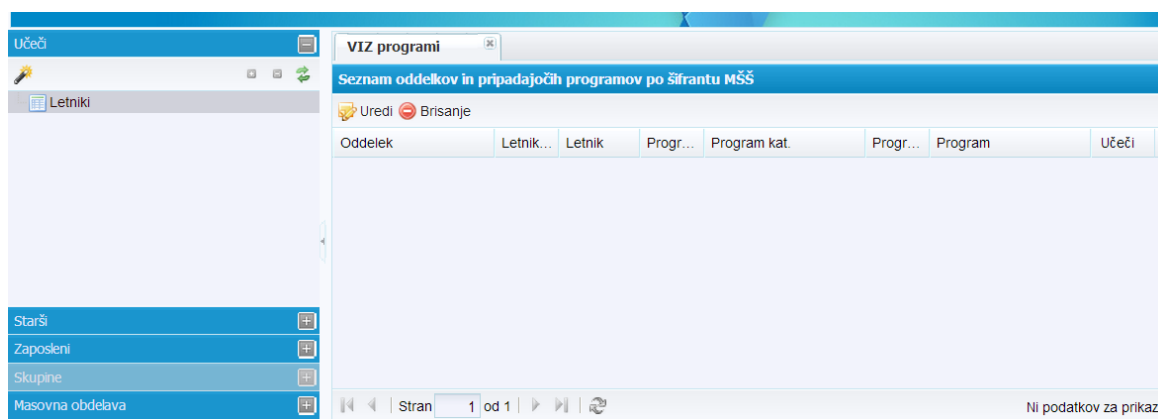 Učeči
Letniki
Starši
Zaposleni
Skupine
Masovna obdelava
VIZ programi
Seznam oddelkov in pripadajočih programov po šifrantu MŠŠ
Uredi Brisanje
Oddelek Letnik... Letnik Progr... Program kat. Progr... Program Učeči
Stran 1 od 1 Ni podatkov za prikaz